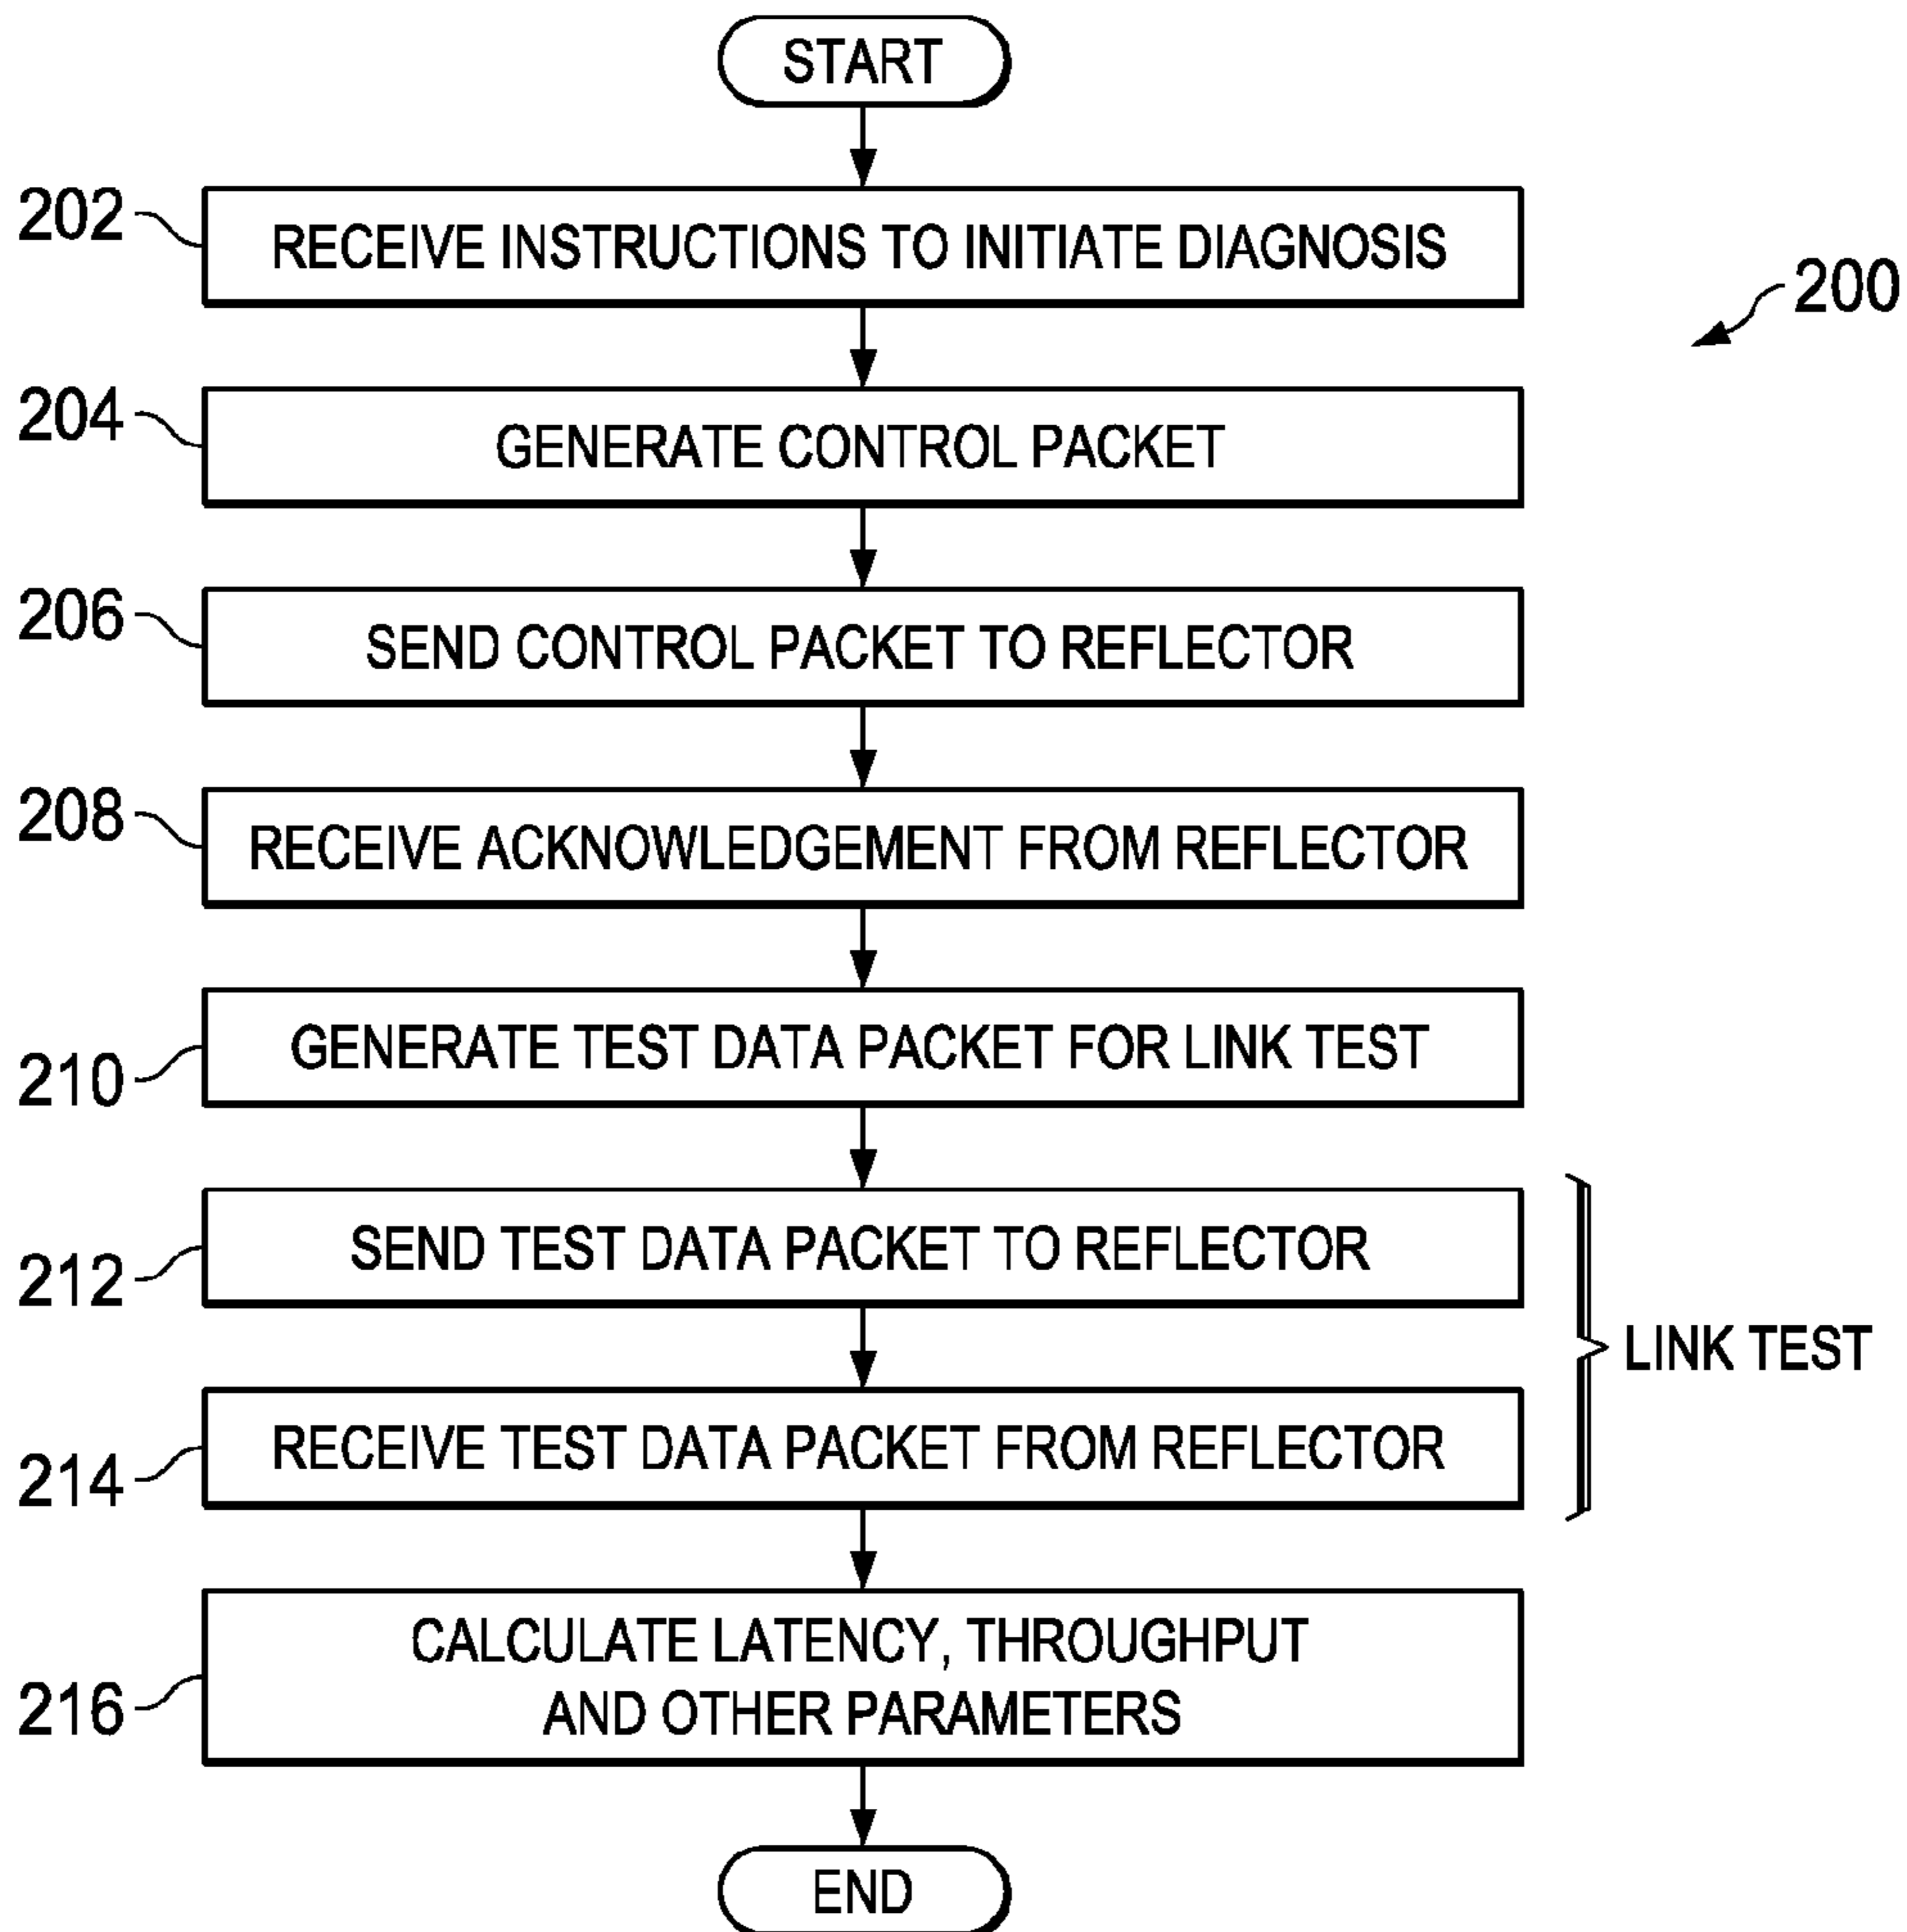 START
202
RECEIVE INSTRUCTIONS TO INITIATE DIAGNOSIS
200
204
GENERATE CONTROL PACKET
206
SEND CONTROL PACKET TO REFLECTOR
208
RECEIVE ACKNOWLEDGEMENT FROM REFLECTOR
210
GENERATE TEST DATA PACKET FOR LINK TEST
212
SEND TEST DATA PACKET TO REFLECTOR
LINK TEST
214
RECEIVE TEST DATA PACKET FROM REFLECTOR
216
CALCULATE LATENCY, THROUGHPUT
AND OTHER PARAMETERS
END